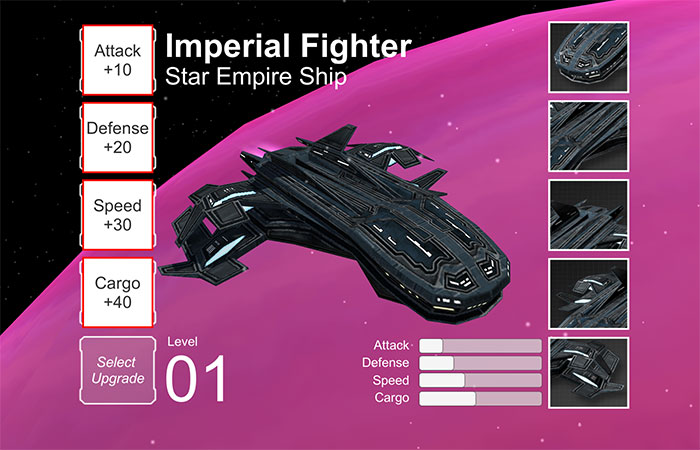 Imperial Fighter
Star Empire Ship
Attack
+10
Defense
+20
Speed
+30
Cargo
+40
Select
Upgrade
Level
01
Attack
Defense
Speed
Cargo